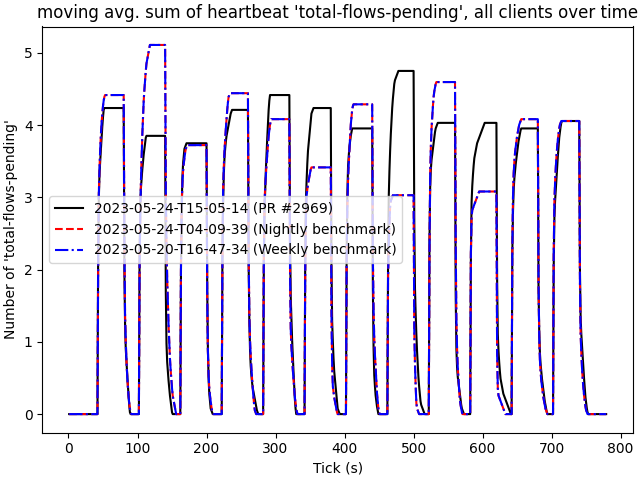 moving avg. sum of heartbeat 'total-flows-pending', all clients over time
Number of 'total-flows-pending'
5
4
3
2
1
0
2023-05-24-T15-05-14 (PR #2969)
2023-05-24-T04-09-39 (Nightly benchmark)
2023-05-20-T16-47-34 (Weekly benchmark)
0 100 200 300 400 500 600 700 800
Tick (s)